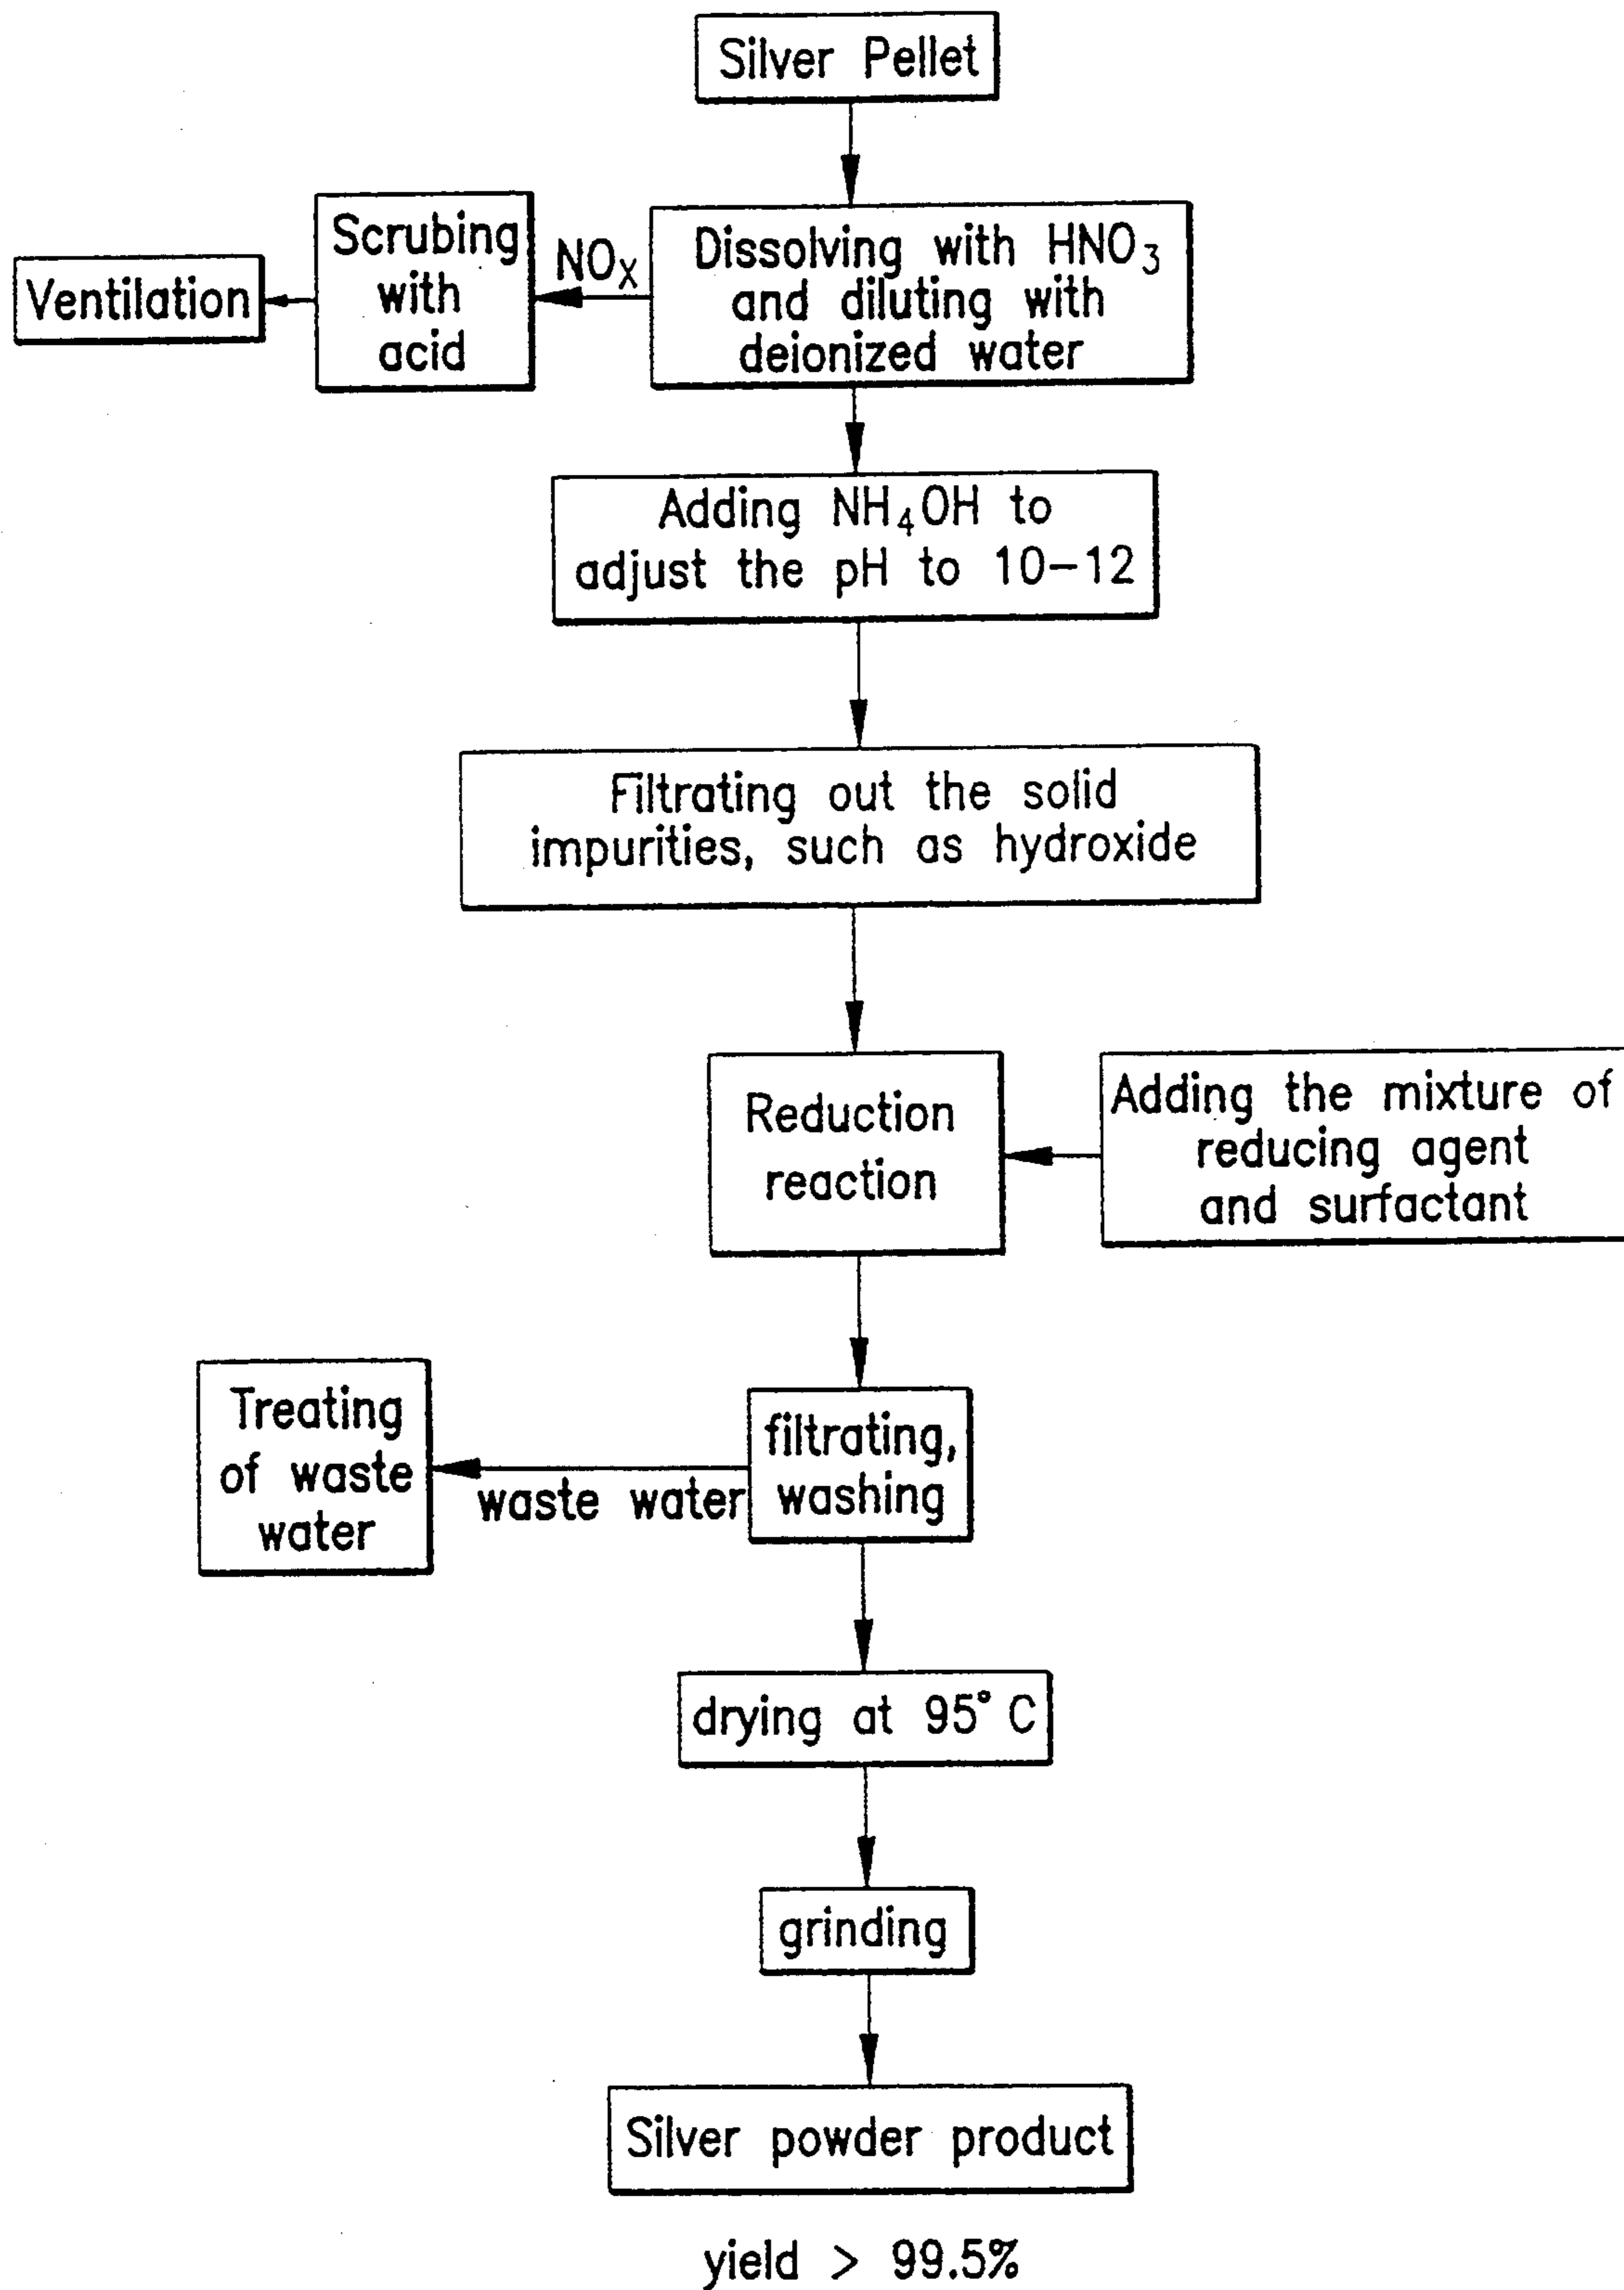 Silver Pellet
Dissolving with HNO₃
and diluting with
deionized water
NOX
Scrubing
with
acid
Ventilation
Adding NH₄OH to
adjust the pH to 10-12
Filtrating out the solid
impurities, such as hydroxide
Reduction
reaction
Adding the mixture of
reducing agent
and surfactant
filtrating,
washing
waste water
Treating
of waste
water
drying at 95° C
grinding
Silver powder product
yield > 99.5%